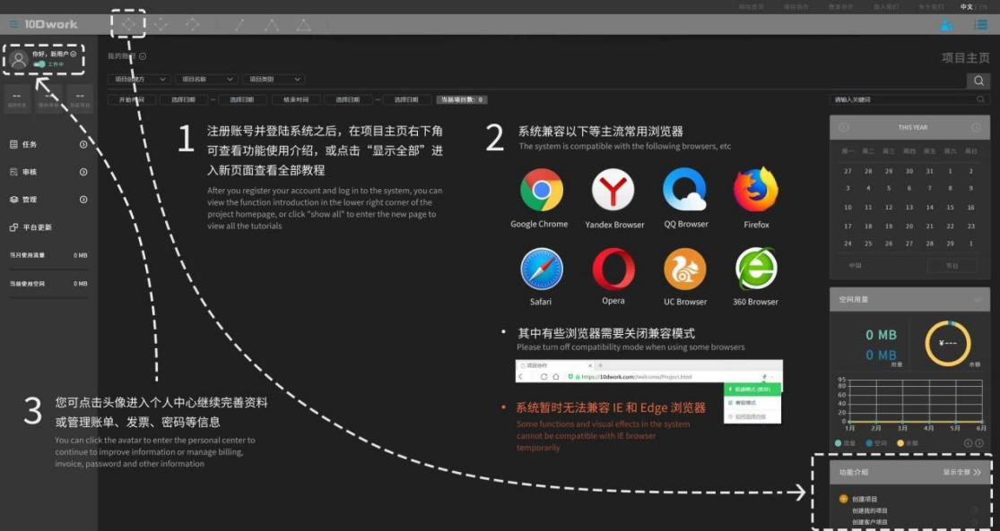 网站首页 项目协作 教育协作 加入我们 关于我们 中文 | EN
10Dwork
你好，新用户
工作中
我的账户
项目主页
项目创建方 项目名称 项目类别
开始时间 选择日期 — 选择日期 结束时间 选择日期 — 选择日期 当前项目数: 0
请输入关键词
-- -- --
任务
审核
管理
平台更新
当月使用流量 0 MB
当前使用空间 0 MB
1
注册账号并登陆系统之后，在项目主页右下角
可查看功能使用介绍，或点击“显示全部”进
入新页面查看全部教程
After you register your account and log in to the system, you can
view the function introduction in the lower right corner of the
project homepage, or click "show all" to enter the new page to
view all the tutorials
2
系统兼容以下等主流常用浏览器
The system is compatible with the following browsers, etc
Google Chrome Yandex Browser QQ Browser Firefox
Safari Opera UC Browser 360 Browser
• 其中有些浏览器需要关闭兼容模式
Please turn off compatibility mode when using some browsers
项目协作
https://10dwork.com/welcome/Project.html
极速模式 (推荐)
兼容模式
• 系统暂时无法兼容 IE 和 Edge 浏览器
Some functions and visual effects in the system
cannot be compatible with IE browser
temporarily
3
您可点击头像进入个人中心继续完善资料
或管理账单、发票、密码等信息
You can click the avatar to enter the personal center to
continue to improve information or manage billing,
invoice, password and other information
THIS YEAR
周一 周二 周三 周四 周五 周六 周日
27 28 29 30 31 1 2
3 4 5 6 7 8 9
10 11 12 13 14 15 16
17 18 19 20 21 22 23
24 25 26 27 28 29 1
中国 节日
空间用量
0 MB
0 MB
用量
¥---
余额
95
80
60
40
20
0
1月 2月 3月 4月 5月 6月
流量 空间 余额
功能介绍 显示全部
创建项目
创建我的项目
创建客户项目